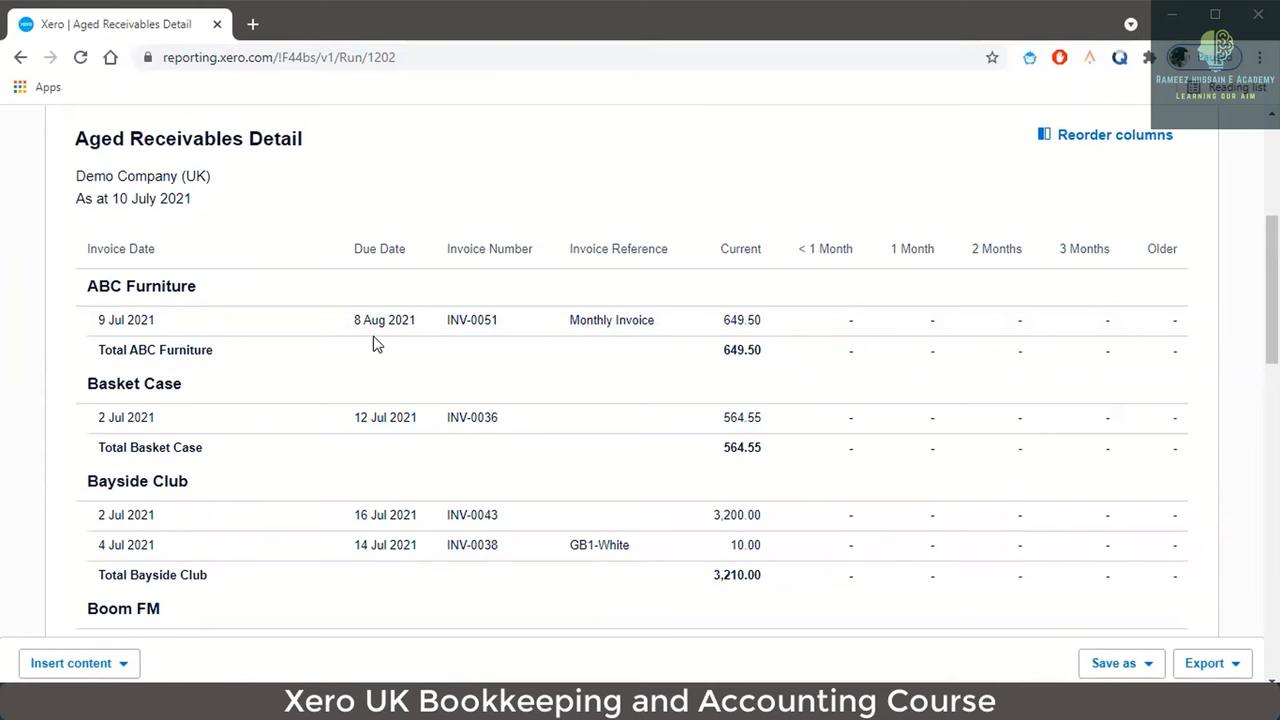 Xero | Aged Receivables Detail
reporting.xero.com/!F44bs/v1/Run/1202
Apps
Reading list
RAMEEZ HUSSAIN E ACADEMY
LEARNING OUR AIM
Aged Receivables Detail
Reorder columns
Demo Company (UK)
As at 10 July 2021
Invoice Date Due Date Invoice Number Invoice Reference Current < 1 Month 1 Month 2 Months 3 Months Older
ABC Furniture
9 Jul 2021 8 Aug 2021 INV-0051 Monthly Invoice 649.50 - - - - -
Total ABC Furniture 649.50 - - - - -
Basket Case
2 Jul 2021 12 Jul 2021 INV-0036 564.55 - - - - -
Total Basket Case 564.55 - - - - -
Bayside Club
2 Jul 2021 16 Jul 2021 INV-0043 3,200.00 - - - - -
4 Jul 2021 14 Jul 2021 INV-0038 GB1-White 10.00 - - - - -
Total Bayside Club 3,210.00 - - - - -
Boom FM
Insert content Save as Export
Xero UK Bookkeeping and Accounting Course